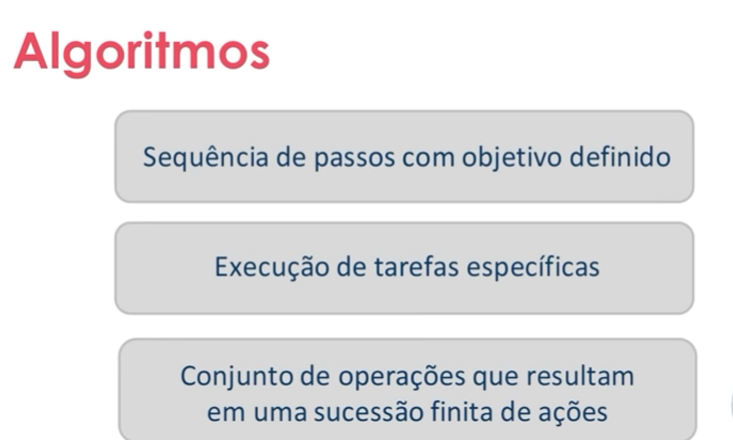 Algoritmos
Sequência de passos com objetivo definido
Execução de tarefas específicas
Conjunto de operações que resultam
em uma sucessão finita de ações